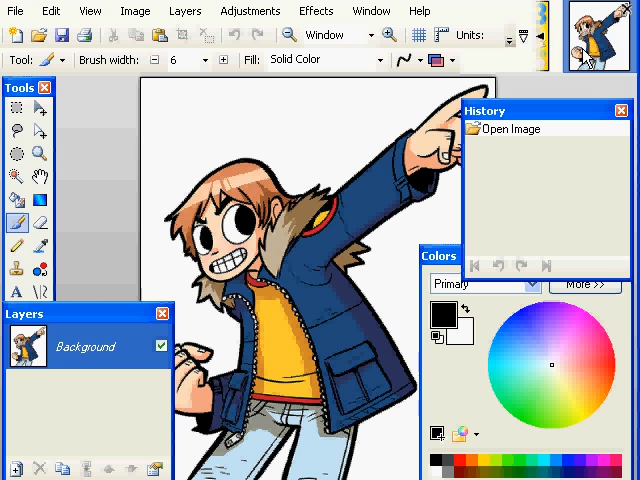 File Edit View Image Layers Adjustments Effects Window Help
Window Units:
Tool: Brush width: 6 Fill: Solid Color
Tools
History
Open Image
A
Colors
Primary More >>
Layers
Background